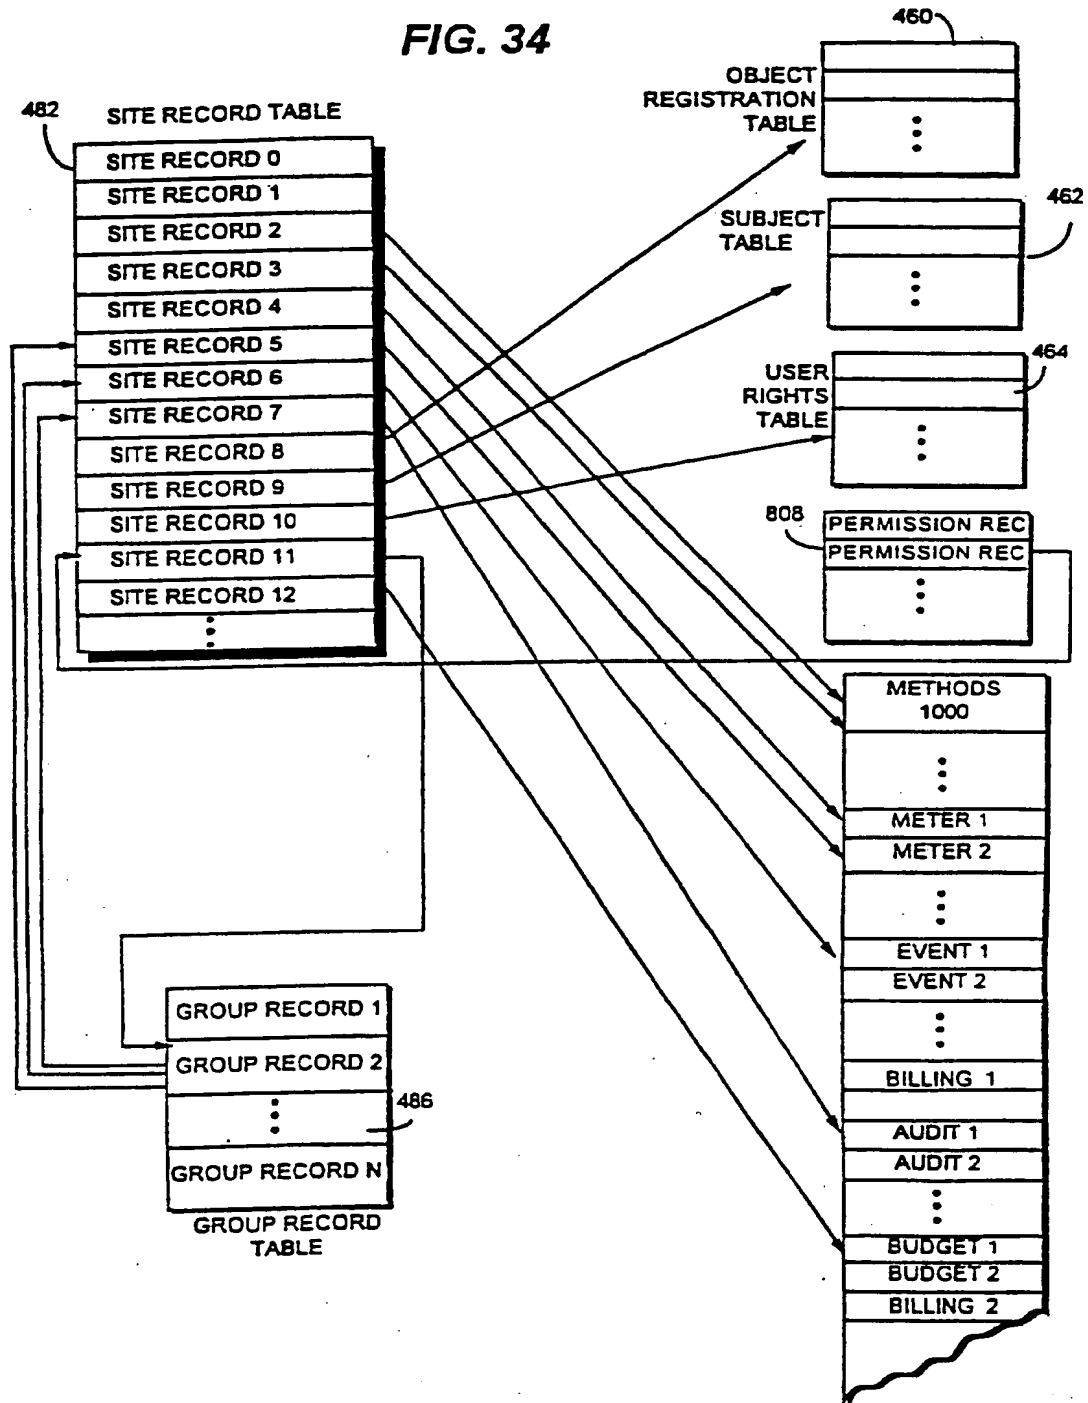 FIG. 34
460
OBJECT
REGISTRATION
TABLE
482
SITE RECORD TABLE
SITE RECORD 0
SITE RECORD 1
SITE RECORD 2
SITE RECORD 3
SITE RECORD 4
SITE RECORD 5
SITE RECORD 6
SITE RECORD 7
SITE RECORD 8
SITE RECORD 9
SITE RECORD 10
SITE RECORD 11
SITE RECORD 12
462
SUBJECT
TABLE
USER
RIGHTS
TABLE
464
808
PERMISSION REC
PERMISSION REC
METHODS
1000
METER 1
METER 2
EVENT 1
EVENT 2
BILLING 1
AUDIT 1
AUDIT 2
BUDGET 1
BUDGET 2
BILLING 2
GROUP RECORD 1
GROUP RECORD 2
486
GROUP RECORD N
GROUP RECORD
TABLE